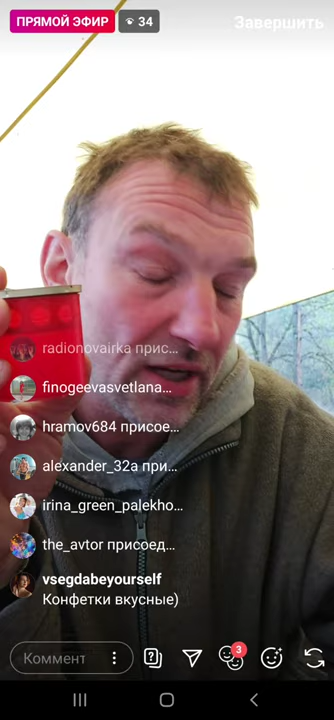 ПРЯМОЙ ЭФИР 34 Завершить
radionovairka прис...
finogeevasvetlana...
hramov684 присое...
alexander_32a при...
irina_green_palekho...
the_avtor присоед...
vsegdabeyourself
Конфетки вкусные)
Коммент 3